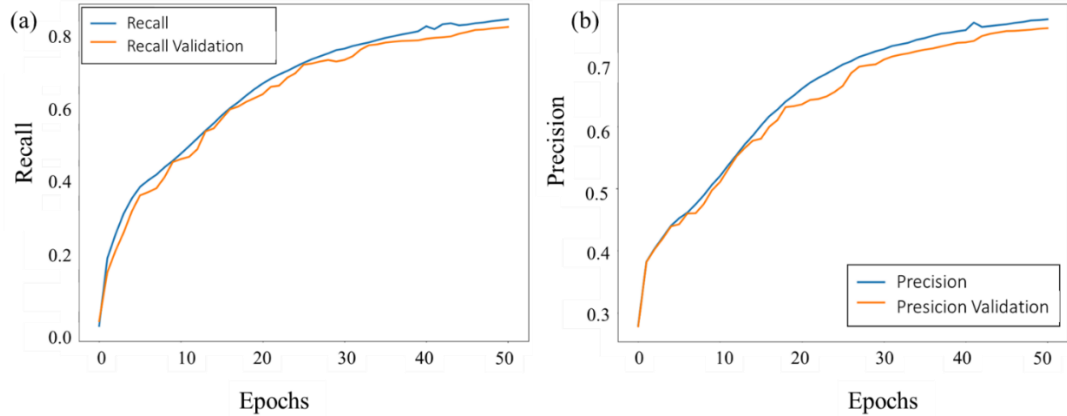 (a)
Recall
Recall Validation
0.8
0.6
0.4
0.2
0.0
Recall
0
10
20
30
40
50
Epochs
(b)
0.7
0.6
0.5
0.4
0.3
Precision
Precision
Presicion Validation
0
10
20
30
40
50
Epochs